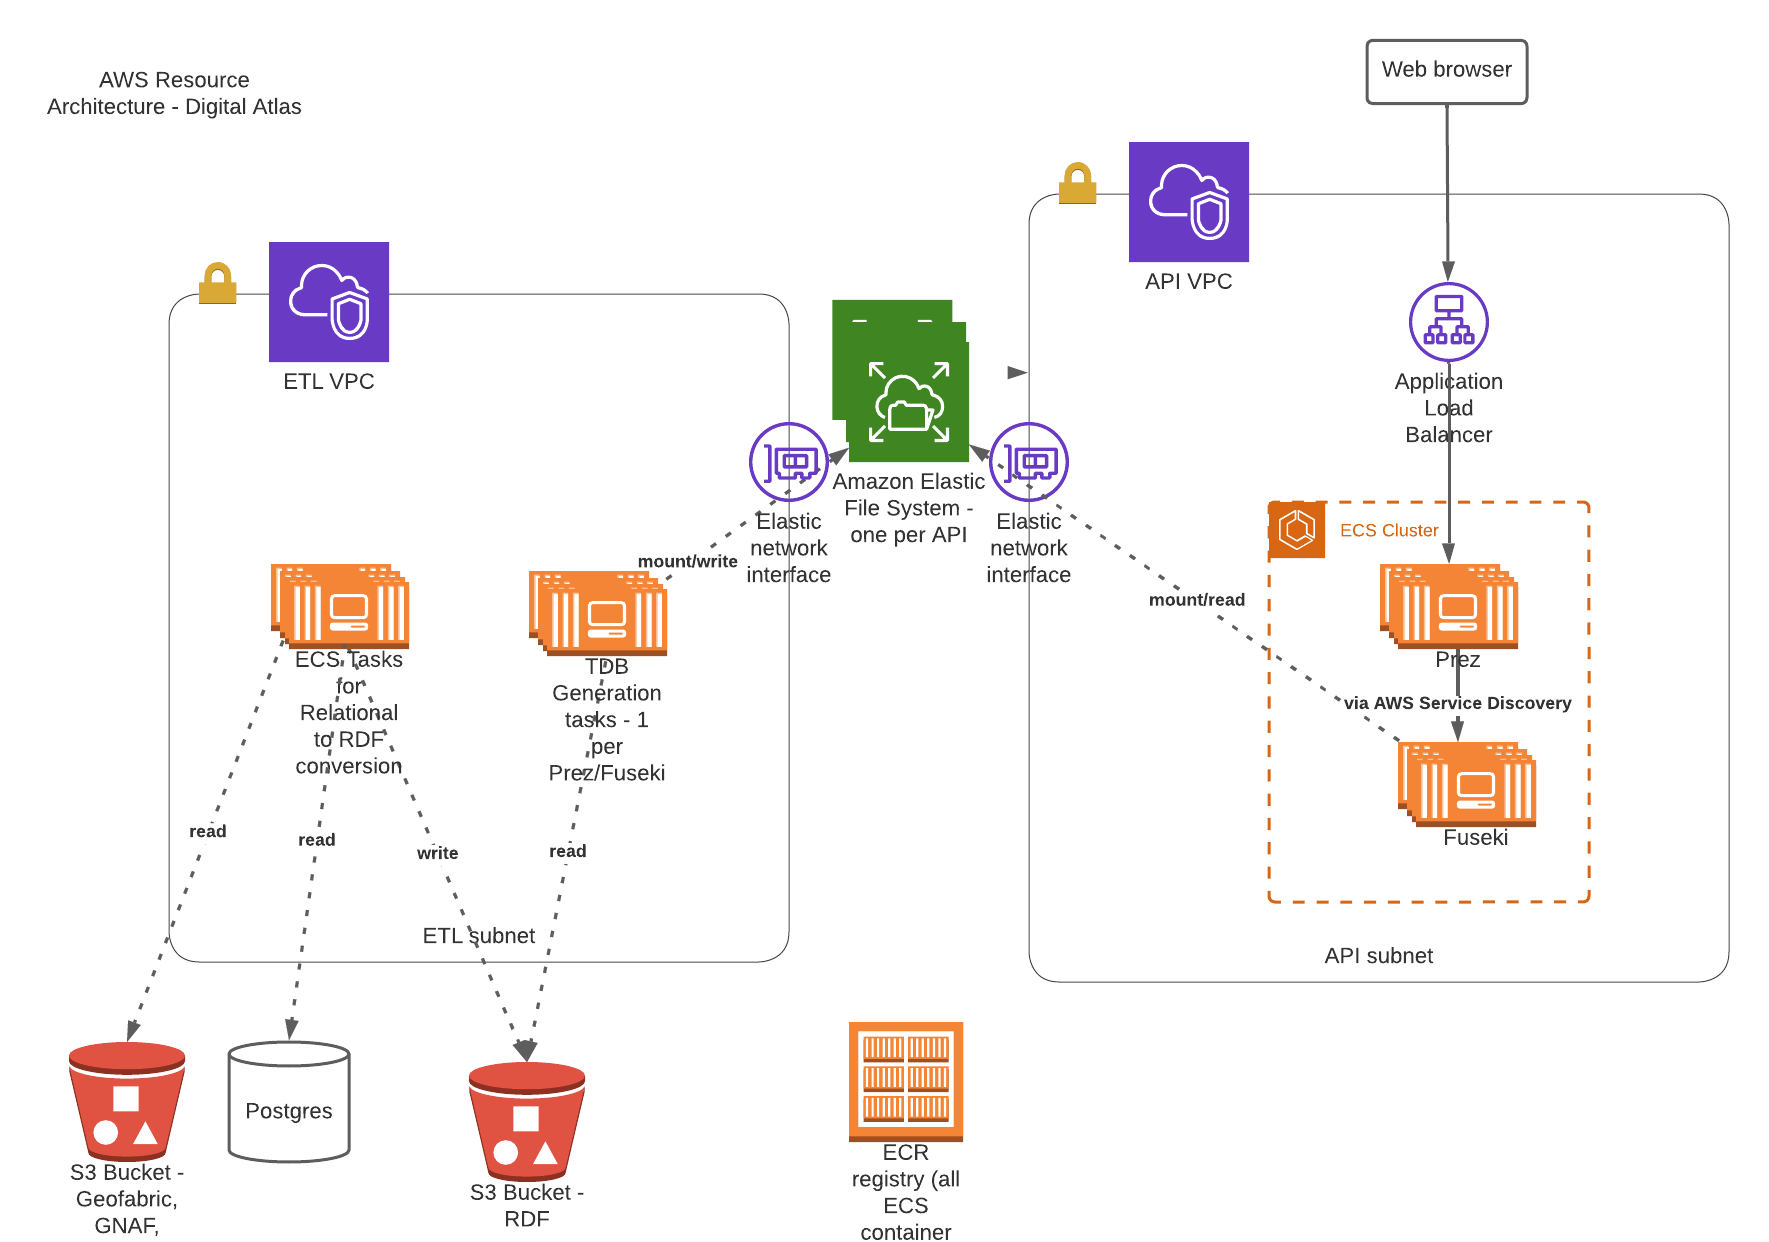 AWS Resource
Architecture - Digital Atlas
Web browser
API VPC
ETL VPC
Application
Load
Balancer
Amazon Elastic
File System -
one per API
Elastic
network
interface
Elastic
network
interface
ECS Cluster
mount/write
mount/read
ECS Tasks
for
Relational
to RDF
conversion
TDB
Generation
tasks - 1
per
Prez/Fuseki
Prez
via AWS Service Discovery
Fuseki
read
read
write
read
ETL subnet
API subnet
Postgres
S3 Bucket -
Geofabric,
GNAF,
S3 Bucket -
RDF
ECR
registry (all
ECS
container